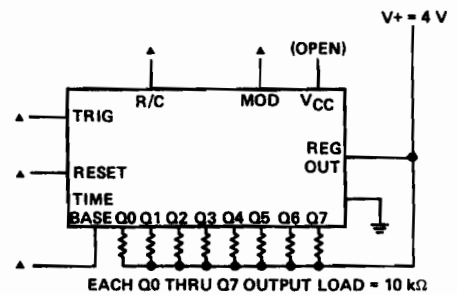 V+ = 4 V
(OPEN)
R/C MOD VCC
TRIG
REG
OUT
RESET
TIME
BASE Q0 Q1 Q2 Q3 Q4 Q5 Q6 Q7
EACH Q0 THRU Q7 OUTPUT LOAD = 10 kΩ